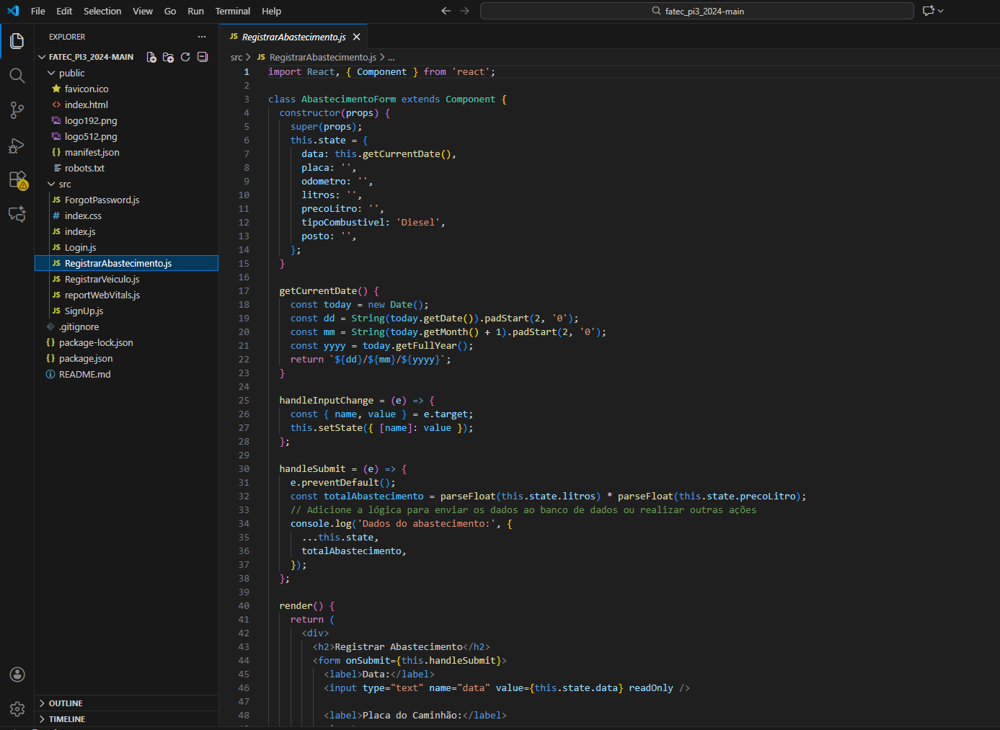 File Edit Selection View Go Run Terminal Help
fatec_pi3_2024-main
EXPLORER
FATEC_PI3_2024-MAIN
public
favicon.ico
index.html
logo192.png
logo512.png
manifest.json
robots.txt
src
JS ForgotPassword.js
# index.css
JS index.js
JS Login.js
JS RegistrarAbastecimento.js
JS RegistrarVeiculo.js
JS reportWebVitals.js
JS SignUp.js
.gitignore
{} package-lock.json
{} package.json
README.md
OUTLINE
TIMELINE
JS RegistrarAbastecimento.js
src > JS RegistrarAbastecimento.js > ...
1 import React, { Component } from 'react';
2
3 class AbastecimentoForm extends Component {
4 constructor(props) {
5 super(props);
6 this.state = {
7 data: this.getCurrentDate(),
8 placa: '',
9 odometro: '',
10 litros: '',
11 precoLitro: '',
12 tipoCombustivel: 'Diesel',
13 posto: '',
14 };
15 }
16
17 getCurrentDate() {
18 const today = new Date();
19 const dd = String(today.getDate()).padStart(2, '0');
20 const mm = String(today.getMonth() + 1).padStart(2, '0');
21 const yyyy = today.getFullYear();
22 return `${dd}/${mm}/${yyyy}`;
23 }
24
25 handleInputChange = (e) => {
26 const { name, value } = e.target;
27 this.setState({ [name]: value });
28 };
29
30 handleSubmit = (e) => {
31 e.preventDefault();
32 const totalAbastecimento = parseFloat(this.state.litros) * parseFloat(this.state.precoLitro);
33 // Adicione a lógica para enviar os dados ao banco de dados ou realizar outras ações
34 console.log('Dados do abastecimento:', {
35 ...this.state,
36 totalAbastecimento,
37 });
38 };
39
40 render() {
41 return (
42 <div>
43 <h2>Registrar Abastecimento</h2>
44 <form onSubmit={this.handleSubmit}>
45 <label>Data:</label>
46 <input type="text" name="data" value={this.state.data} readOnly />
47
48 <label>Placa do Caminhão:</label>